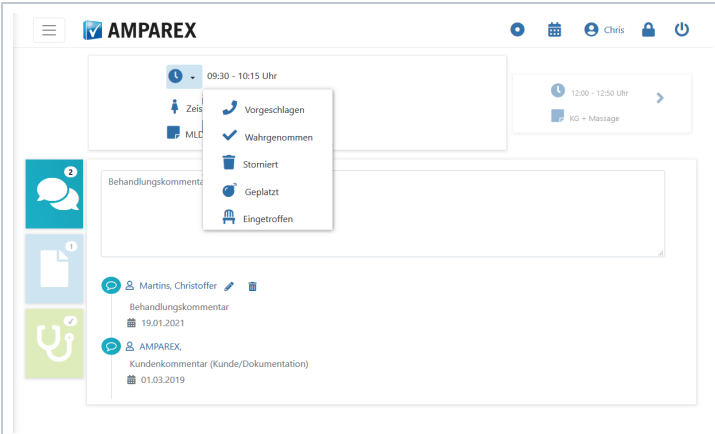 AMPAREX
Chris
09:30 - 10:15 Uhr
Zeis
MLD
Vorgeschlagen
Wahrgenommen
Storniert
Geplatzt
Eingetroffen
12:00 - 12:50 Uhr
KG + Massage
2
1
Behandlungskommenta
Martins, Christoffer
Behandlungskommentar
19.01.2021
AMPAREX,
Kundenkommentar (Kunde/Dokumentation)
01.03.2019